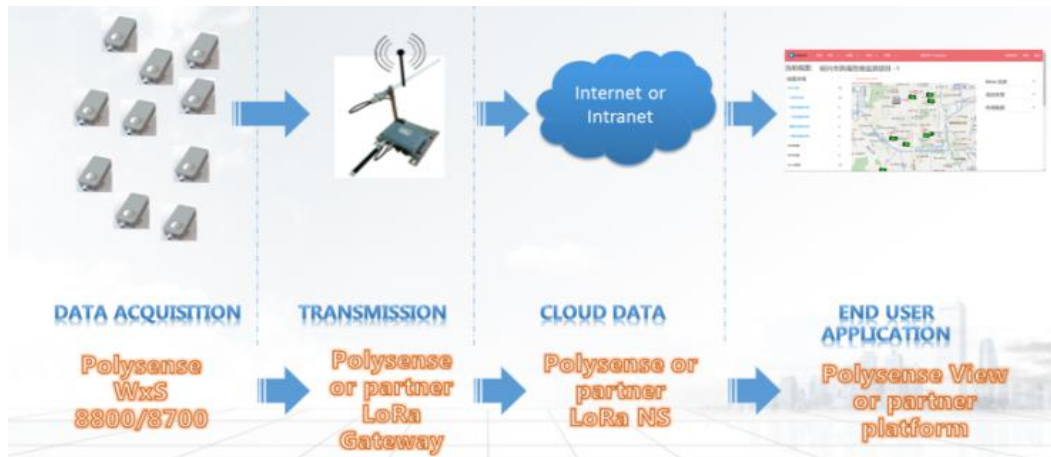 Internet or
Intranet
DATA ACQUISITION
TRANSMISSION
CLOUD DATA
END USER
APPLICATION
Polysense
WxS
8800/8700
Polysense
or partner
LoRa
Gateway
Polysense or
partner
LoRa NS
Polysense View
or partner
platform